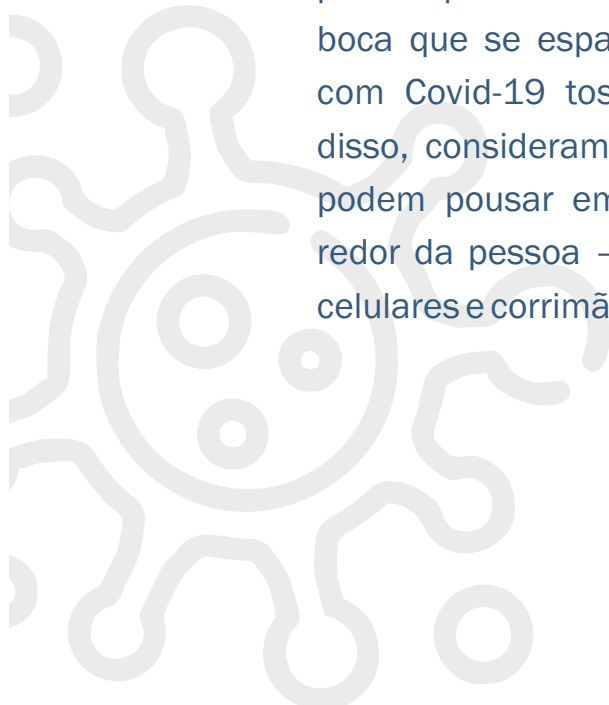 boca que se espa
com Covid-19 tos
disso, consideram
podem pousar em
redor da pessoa –
celulares e corrimã